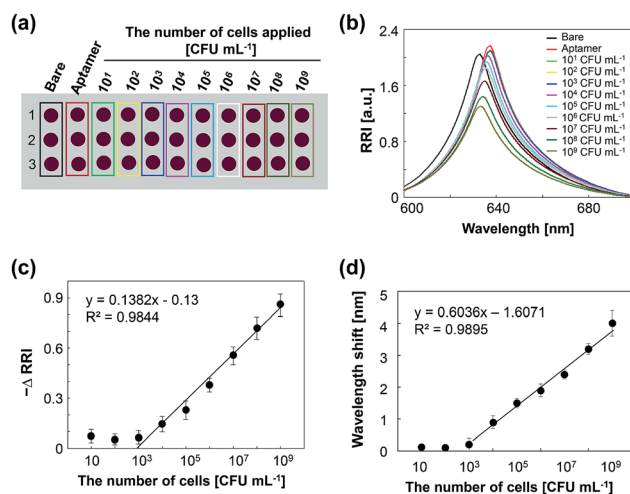 (a)
The number of cells applied
[CFU mL⁻¹]
Bare
Aptamer
10¹
10²
10³
10⁴
10⁵
10⁶
10⁷
10⁸
10⁹
1
2
3
(b)
2.4
1.8
1.2
0.6
0
RRI [a.u.]
600
640
680
Wavelength [nm]
Bare
Aptamer
10¹ CFU mL⁻¹
10² CFU mL⁻¹
10³ CFU mL⁻¹
10⁴ CFU mL⁻¹
10⁵ CFU mL⁻¹
10⁶ CFU mL⁻¹
10⁷ CFU mL⁻¹
10⁸ CFU mL⁻¹
10⁹ CFU mL⁻¹
(c)
y = 0.1382x - 0.13
R² = 0.9844
0.9
0.6
0.3
0
−Δ RRI
10
10³
10⁵
10⁷
10⁹
The number of cells [CFU mL⁻¹]
(d)
y = 0.6036x – 1.6071
R² = 0.9895
5
4
3
2
1
0
Wavelength shift [nm]
10
10³
10⁵
10⁷
10⁹
The number of cells [CFU mL⁻¹]